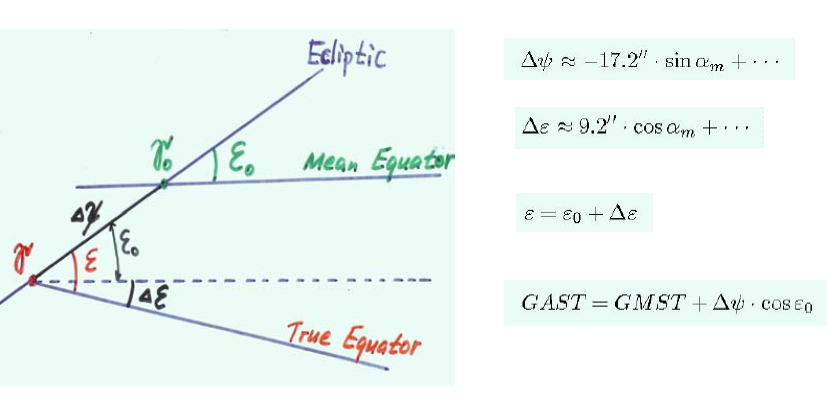 Ecliptic
Δψ ≈ −17.2″ · sin α_m + ···
Δε ≈ 9.2″ · cos α_m + ···
♈₀ ε₀ Mean Equator
Δψ
ε = ε₀ + Δε
♈ ε ε₀
Δε
GAST = GMST + Δψ · cos ε₀
True Equator